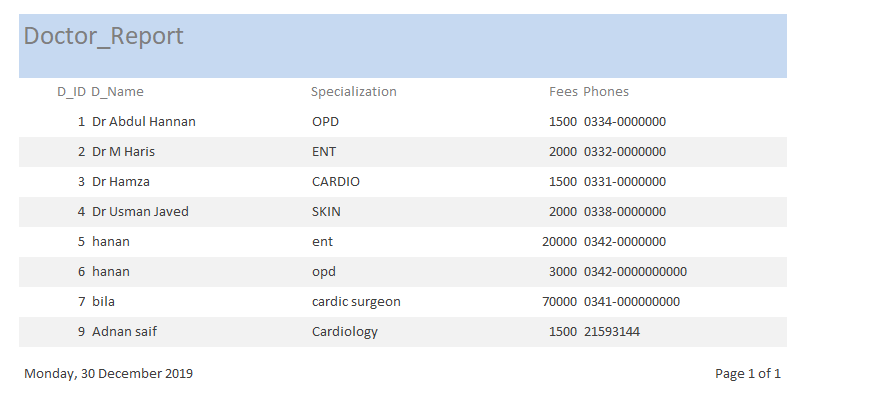 Doctor_Report
D_ID D_Name Specialization Fees Phones
1 Dr Abdul Hannan OPD 1500 0334-0000000
2 Dr M Haris ENT 2000 0332-0000000
3 Dr Hamza CARDIO 1500 0331-0000000
4 Dr Usman Javed SKIN 2000 0338-0000000
5 hanan ent 20000 0342-0000000
6 hanan opd 3000 0342-0000000000
7 bila cardic surgeon 70000 0341-000000000
9 Adnan saif Cardiology 1500 21593144
Monday, 30 December 2019 Page 1 of 1